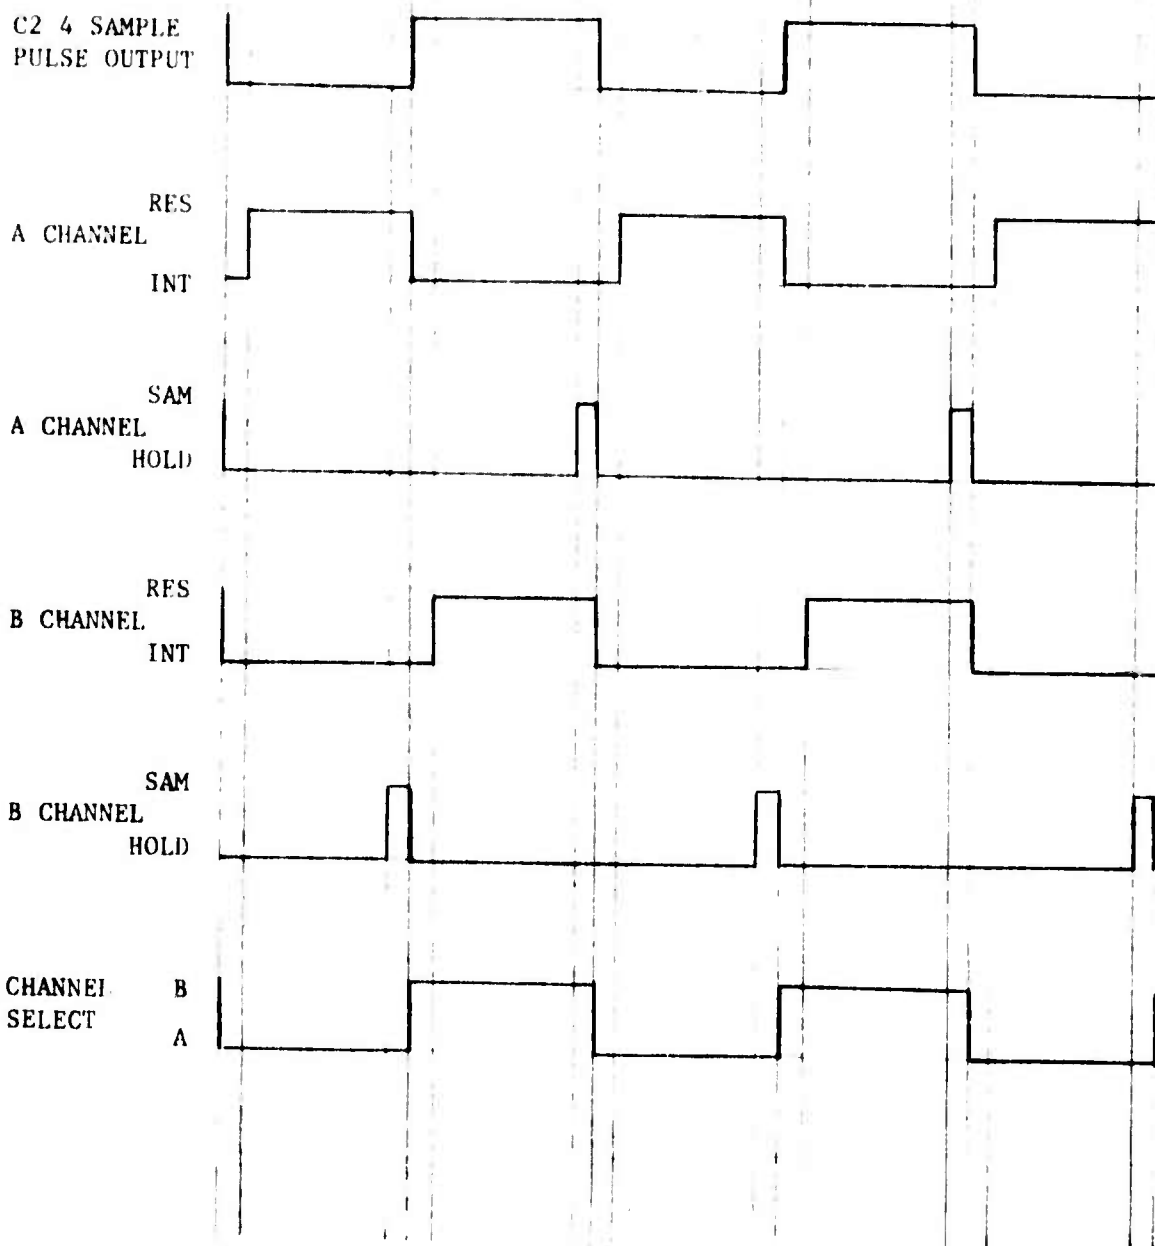 C2 4 SAMPLE
PULSE OUTPUT
RES
A CHANNEL
INT
SAM
A CHANNEL
HOLD
RES
B CHANNEL
INT
SAM
B CHANNEL
HOLD
CHANNEL B
SELECT
A